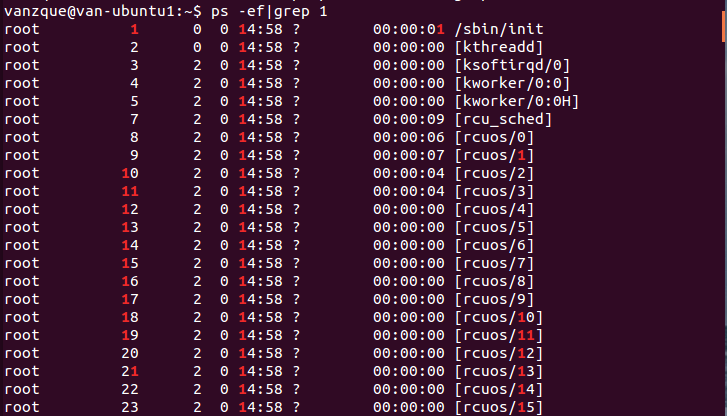 vanzque@van-ubuntu1:~$ ps -ef|grep 1
root         1     0  0 14:58 ?        00:00:01 /sbin/init
root         2     0  0 14:58 ?        00:00:00 [kthreadd]
root         3     2  0 14:58 ?        00:00:00 [ksoftirqd/0]
root         4     2  0 14:58 ?        00:00:00 [kworker/0:0]
root         5     2  0 14:58 ?        00:00:00 [kworker/0:0H]
root         7     2  0 14:58 ?        00:00:09 [rcu_sched]
root         8     2  0 14:58 ?        00:00:06 [rcuos/0]
root         9     2  0 14:58 ?        00:00:07 [rcuos/1]
root        10     2  0 14:58 ?        00:00:04 [rcuos/2]
root        11     2  0 14:58 ?        00:00:04 [rcuos/3]
root        12     2  0 14:58 ?        00:00:00 [rcuos/4]
root        13     2  0 14:58 ?        00:00:00 [rcuos/5]
root        14     2  0 14:58 ?        00:00:00 [rcuos/6]
root        15     2  0 14:58 ?        00:00:00 [rcuos/7]
root        16     2  0 14:58 ?        00:00:00 [rcuos/8]
root        17     2  0 14:58 ?        00:00:00 [rcuos/9]
root        18     2  0 14:58 ?        00:00:00 [rcuos/10]
root        19     2  0 14:58 ?        00:00:00 [rcuos/11]
root        20     2  0 14:58 ?        00:00:00 [rcuos/12]
root        21     2  0 14:58 ?        00:00:00 [rcuos/13]
root        22     2  0 14:58 ?        00:00:00 [rcuos/14]
root        23     2  0 14:58 ?        00:00:00 [rcuos/15]